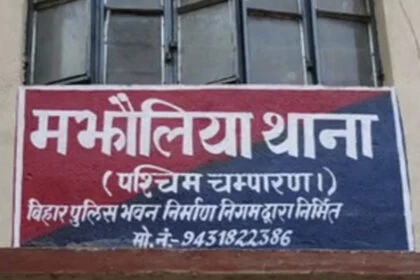 मझौलिया थाना
(पश्चिम चम्पारण।)
बिहार पुलिस भवन निर्माण निगम द्वारा निर्मित
मो.नं:- 9431822386